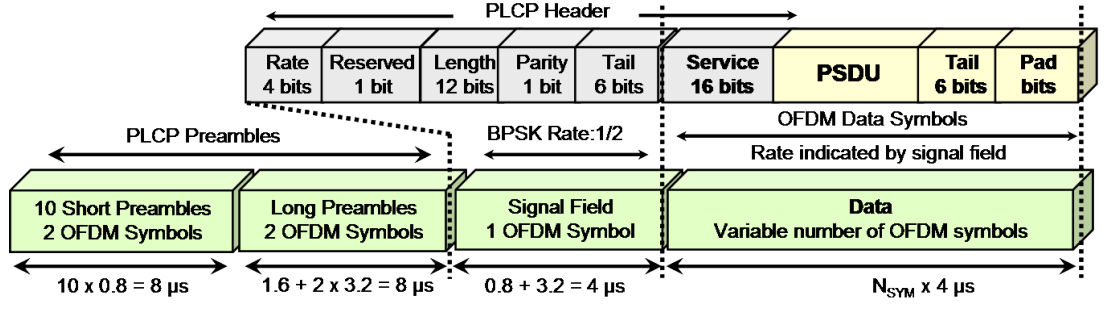 PLCP Header
Rate
4 bits
Reserved
1 bit
Length
12 bits
Parity
1 bit
Tail
6 bits
Service
16 bits
PSDU
Tail
6 bits
Pad
bits
PLCP Preambles
BPSK Rate:1/2
OFDM Data Symbols
Rate indicated by signal field
10 Short Preambles
2 OFDM Symbols
Long Preambles
2 OFDM Symbols
Signal Field
1 OFDM Symbol
Data
Variable number of OFDM symbols
10 x 0.8 = 8 μs
1.6 + 2 x 3.2 = 8 μs
0.8 + 3.2 = 4 μs
NSYM x 4 μs